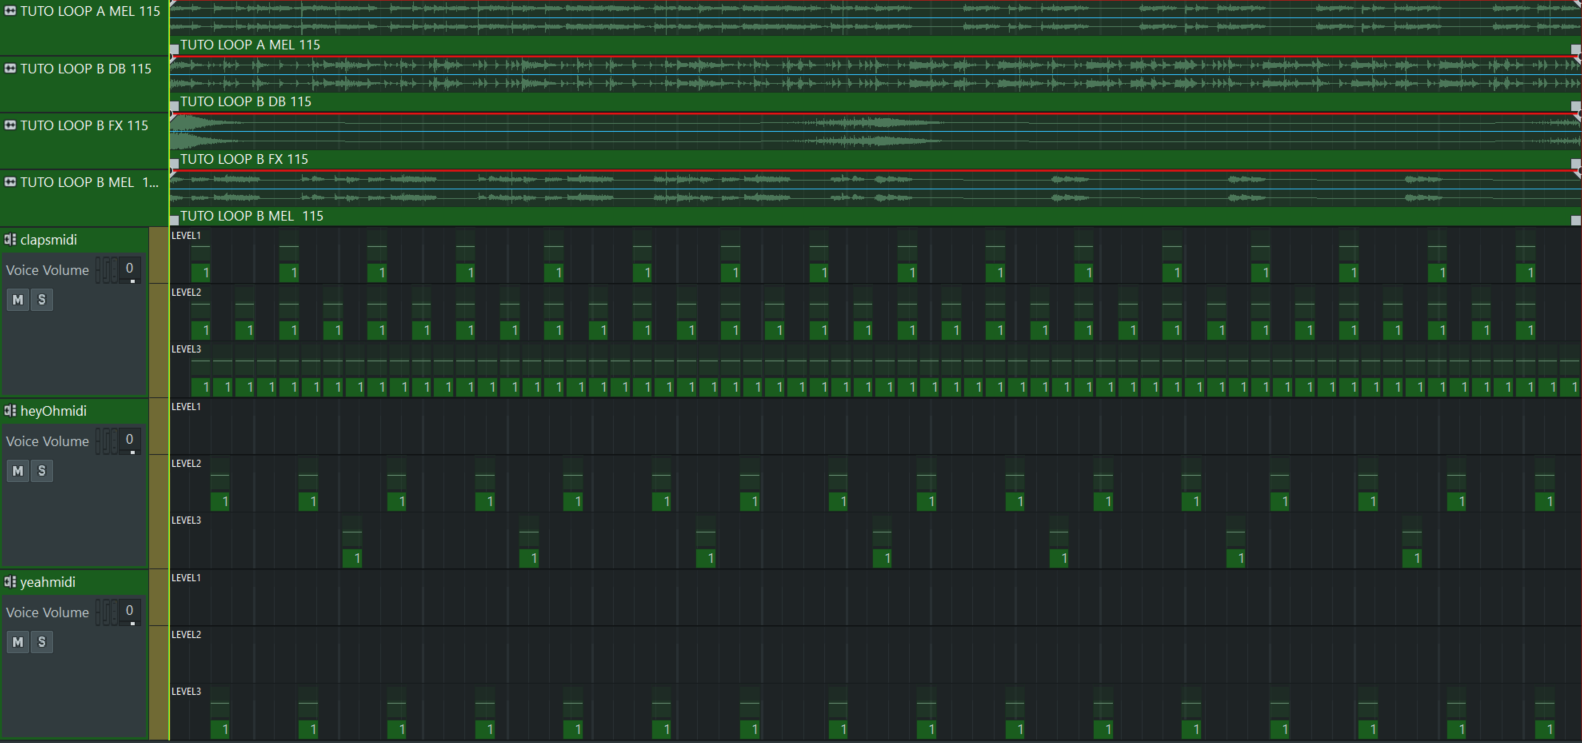 TUTO LOOP A MEL 115
TUTO LOOP A MEL 115
TUTO LOOP B DB 115
TUTO LOOP B DB 115
TUTO LOOP B FX 115
TUTO LOOP B FX 115
TUTO LOOP B MEL 1...
TUTO LOOP B MEL 115
clapsmidi
Voice Volume 0
M S
LEVEL1
1 1 1 1 1 1 1 1 1 1 1 1 1 1 1 1
LEVEL2
1 1 1 1 1 1 1 1 1 1 1 1 1 1 1 1 1 1 1 1 1 1 1 1 1 1 1 1 1 1 1
LEVEL3
1 1 1 1 1 1 1 1 1 1 1 1 1 1 1 1 1 1 1 1 1 1 1 1 1 1 1 1 1 1 1 1 1 1 1 1 1 1 1 1 1 1 1 1 1 1 1 1 1 1 1 1 1 1 1 1 1 1 1 1 1 1 1
heyOhmidi
Voice Volume 0
M S
LEVEL1
LEVEL2
1 1 1 1 1 1 1 1 1 1 1 1 1 1 1 1
LEVEL3
1 1 1 1 1 1 1
yeahmidi
Voice Volume 0
M S
LEVEL1
LEVEL2
LEVEL3
1 1 1 1 1 1 1 1 1 1 1 1 1 1 1 1